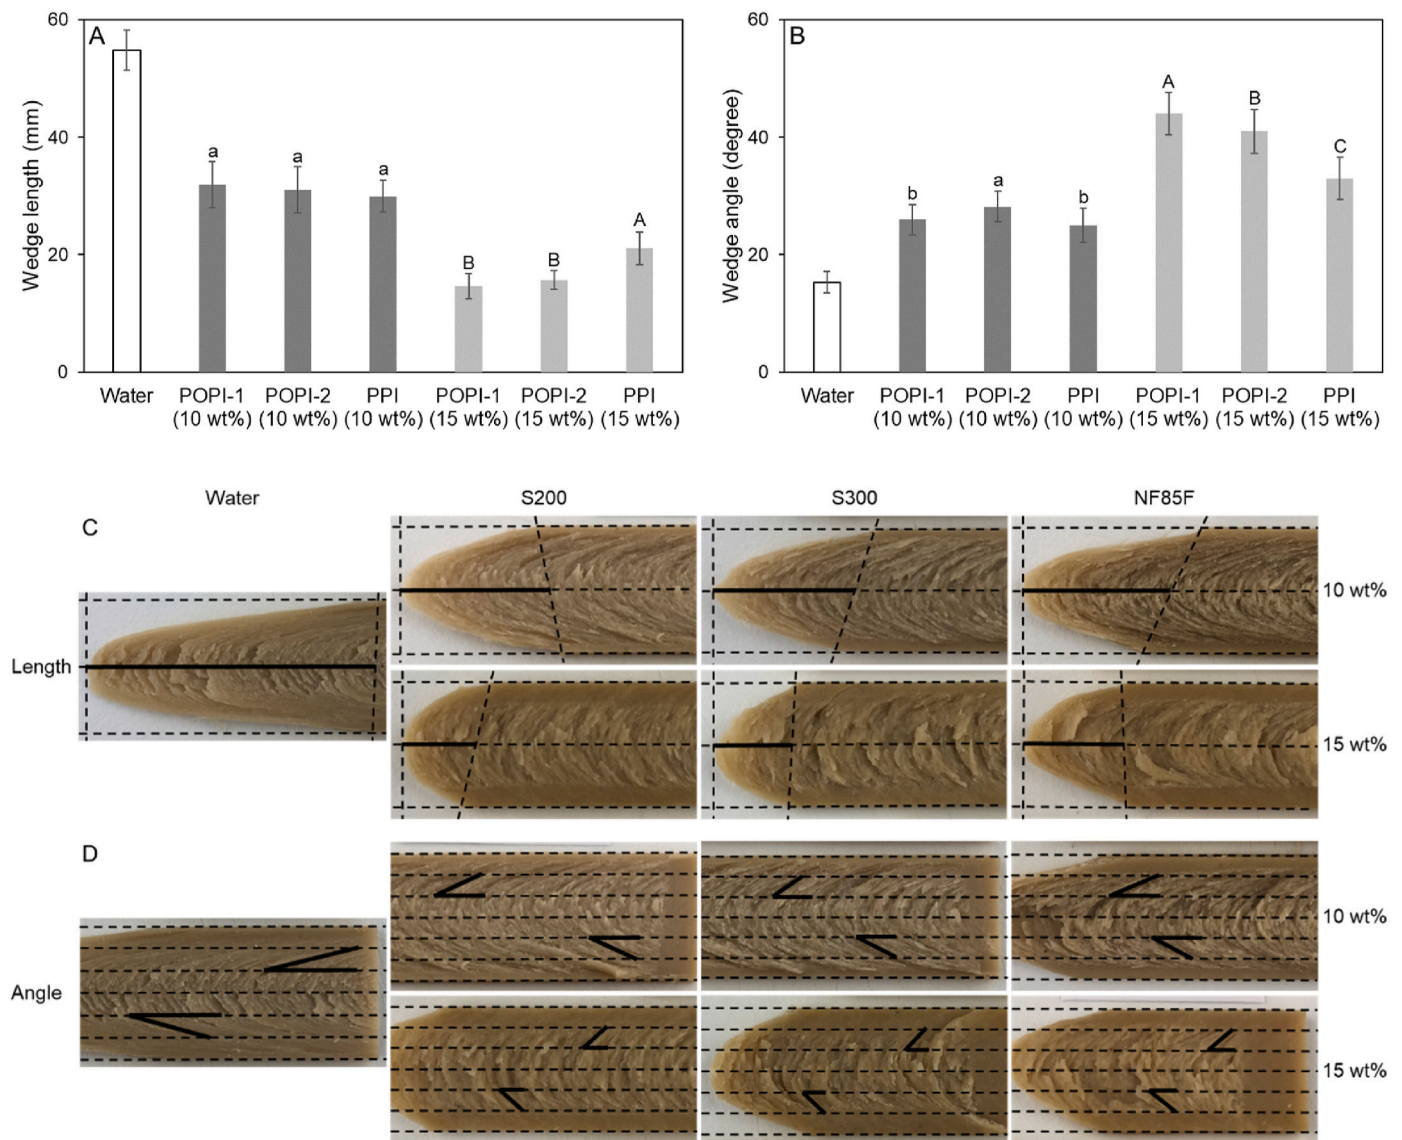 A
Wedge length (mm)
60
40
20
0
a
a
a
B
B
A
Water
POPI-1
(10 wt%)
POPI-2
(10 wt%)
PPI
(10 wt%)
POPI-1
(15 wt%)
POPI-2
(15 wt%)
PPI
(15 wt%)
B
Wedge angle (degree)
60
40
20
0
b
a
b
A
B
C
Water
POPI-1
(10 wt%)
POPI-2
(10 wt%)
PPI
(10 wt%)
POPI-1
(15 wt%)
POPI-2
(15 wt%)
PPI
(15 wt%)
Water
S200
S300
NF85F
C
10 wt%
Length
15 wt%
D
10 wt%
Angle
15 wt%